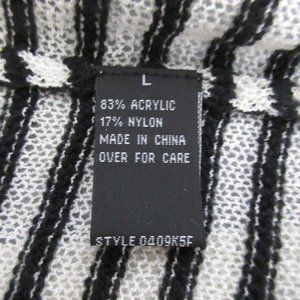 L
83% ACRYLIC
17% NYLON
MADE IN CHINA
OVER FOR CARE
STYLE 0409K5F